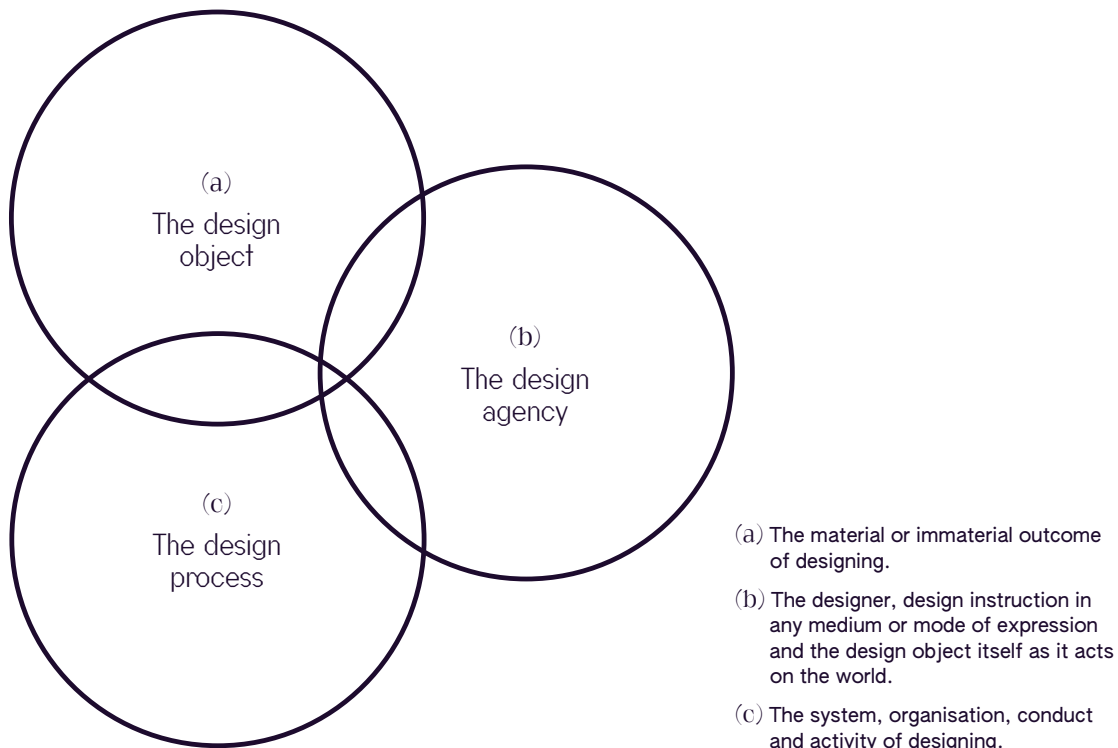 (a)
The design
object
(b)
The design
agency
(c)
The design
process
(a) The material or immaterial outcome
of designing.
(b) The designer, design instruction in
any medium or mode of expression
and the design object itself as it acts
on the world.
(c) The system, organisation, conduct
and activity of designing.